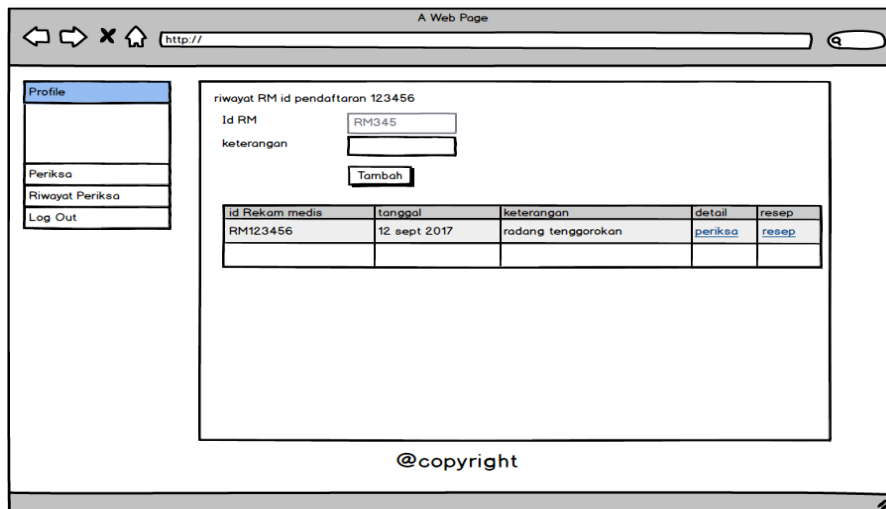 A Web Page
http://
Profile
Periksa
Riwayat Periksa
Log Out
riwayat RM id pendaftaran 123456
Id RM
RM345
keterangan
Tambah
id Rekam medis tanggal keterangan detail resep
RM123456 12 sept 2017 radang tenggorokan periksa resep
@copyright